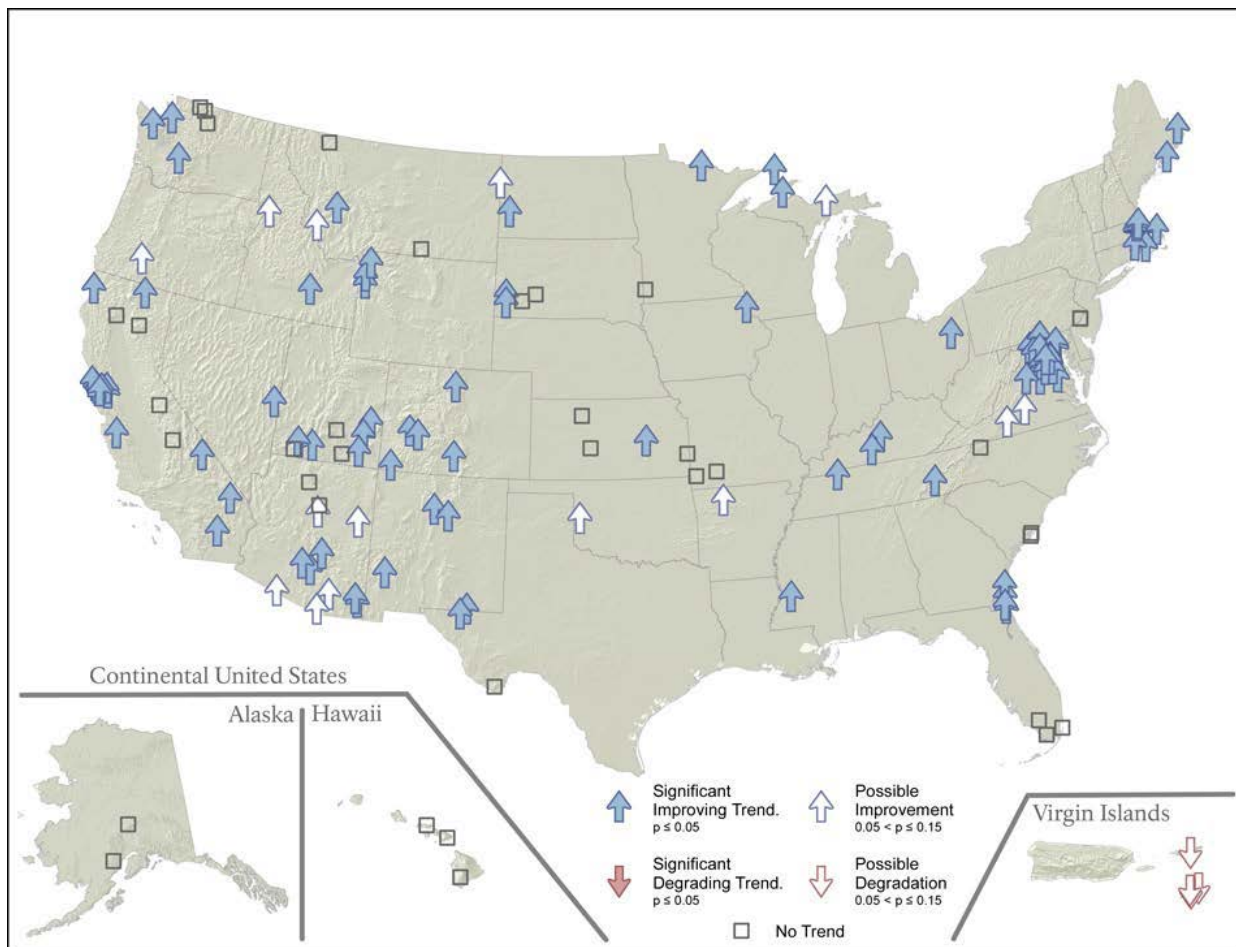 Continental United States
Alaska
Hawaii
Virgin Islands
Significant
Improving Trend.
p ≤ 0.05
Possible
Improvement
0.05 < p ≤ 0.15
Significant
Degrading Trend.
p ≤ 0.05
Possible
Degradation
0.05 < p ≤ 0.15
No Trend